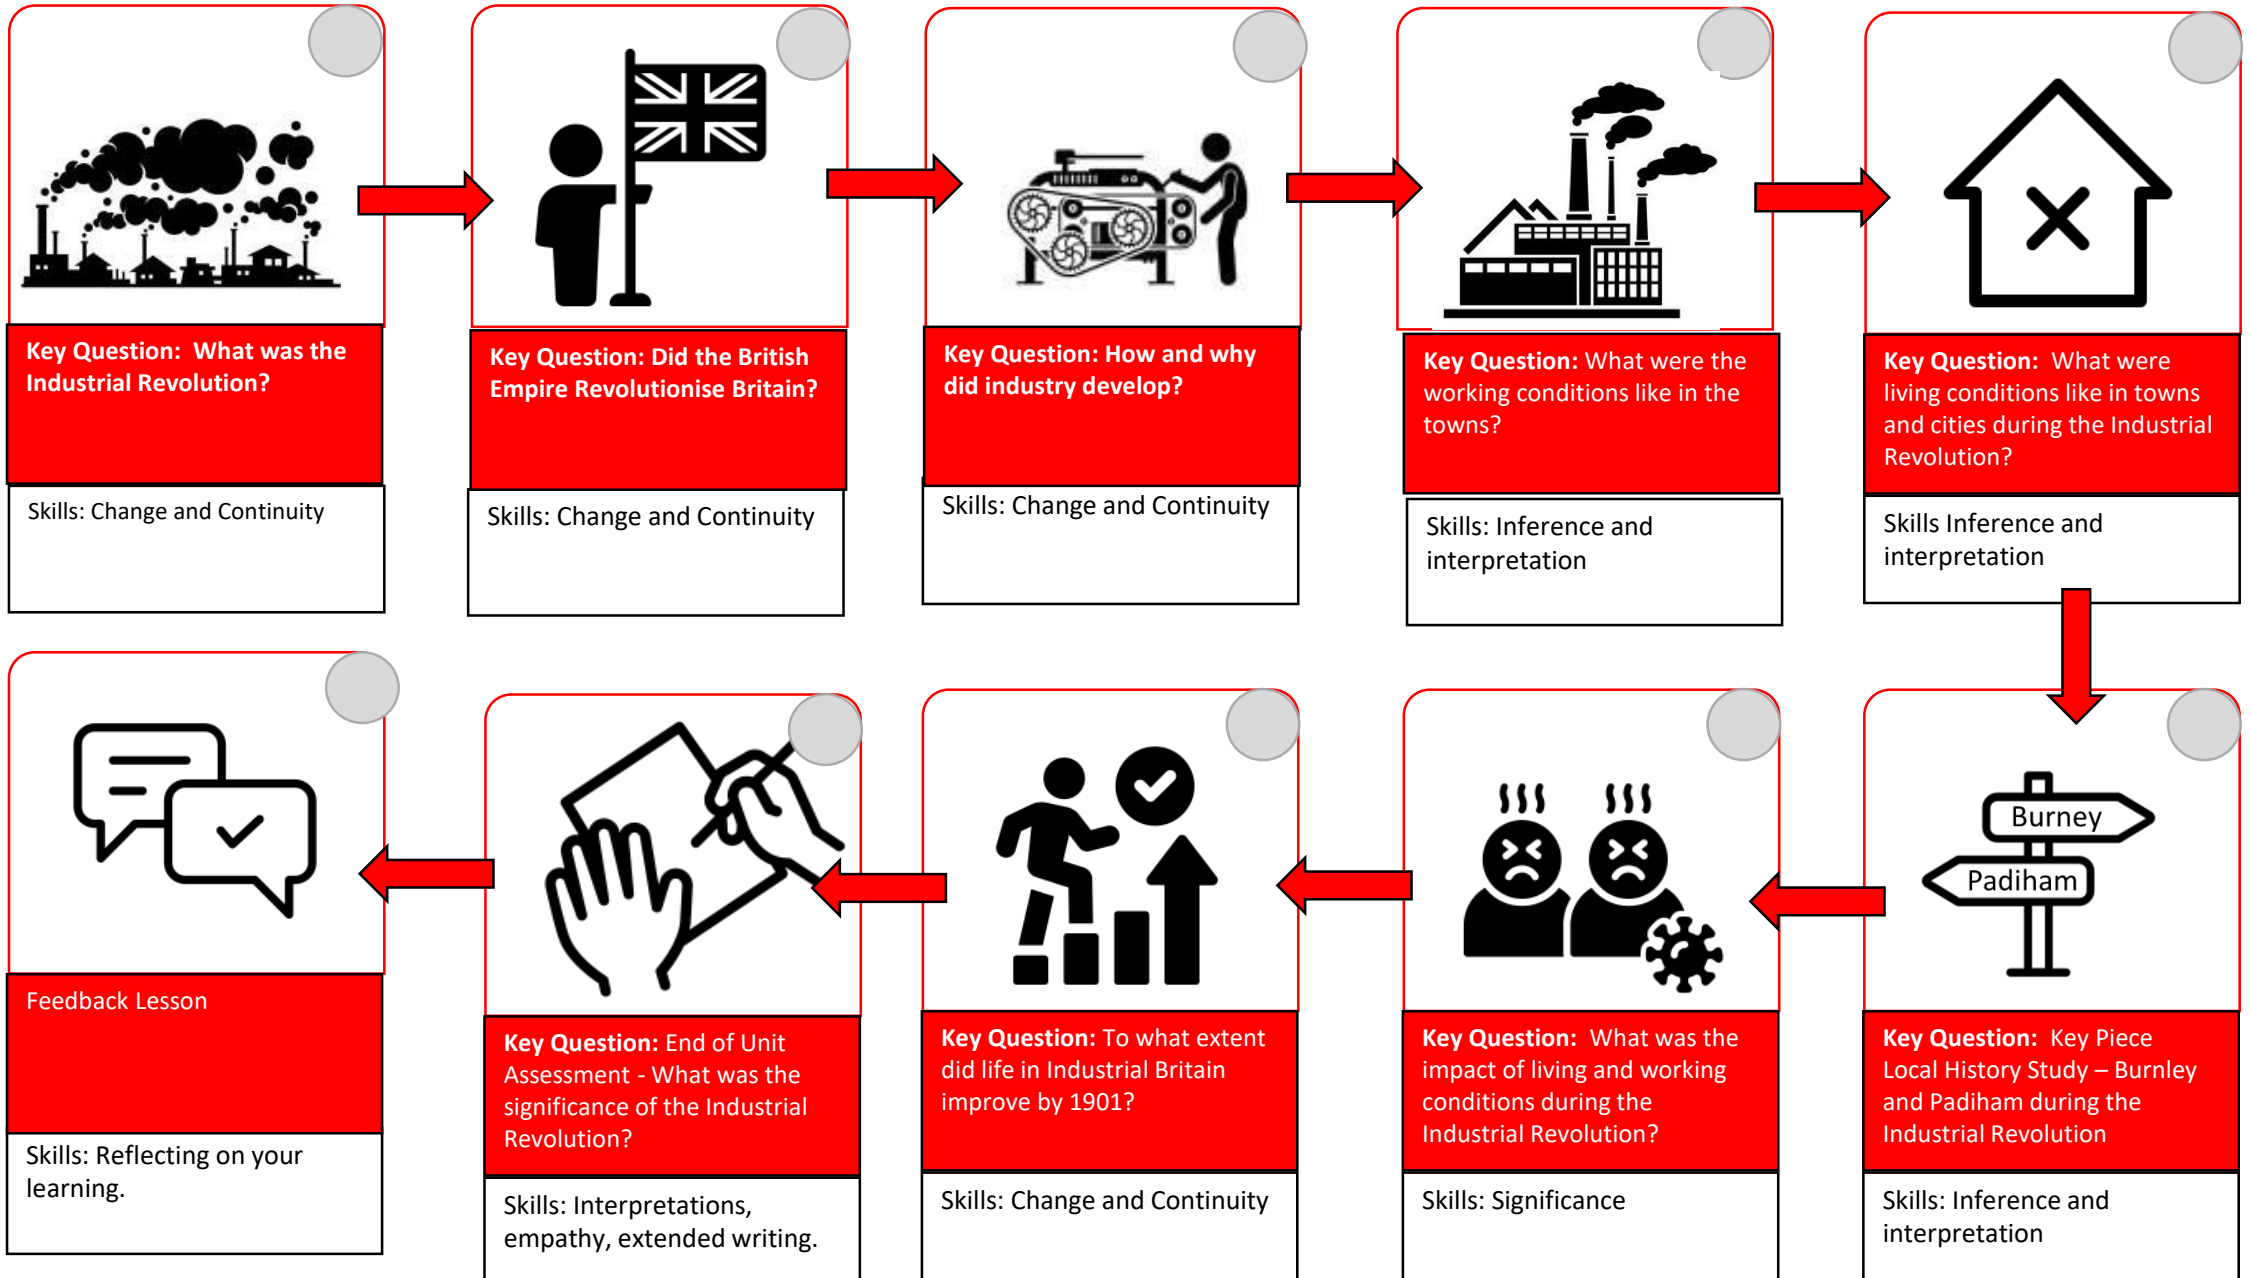 Key Question:  What was the
Industrial Revolution?
Skills: Change and Continuity
Key Question: Did the British
Empire Revolutionise Britain?
Skills: Change and Continuity
Key Question: How and why
did industry develop?
Skills: Change and Continuity
Key Question: What were the
working conditions like in the
towns?
Skills: Inference and
interpretation
Key Question:  What were
living conditions like in towns
and cities during the Industrial
Revolution?
Skills Inference and
interpretation
Burney
Padiham
Key Question:  Key Piece
Local History Study – Burnley
and Padiham during the
Industrial Revolution
Skills: Inference and
interpretation
Key Question:  What was the
impact of living and working
conditions during the
Industrial Revolution?
Skills: Significance
Key Question: To what extent
did life in Industrial Britain
improve by 1901?
Skills: Change and Continuity
Key Question: End of Unit
Assessment - What was the
significance of the Industrial
Revolution?
Skills: Interpretations,
empathy, extended writing.
Feedback Lesson
Skills: Reflecting on your
learning.